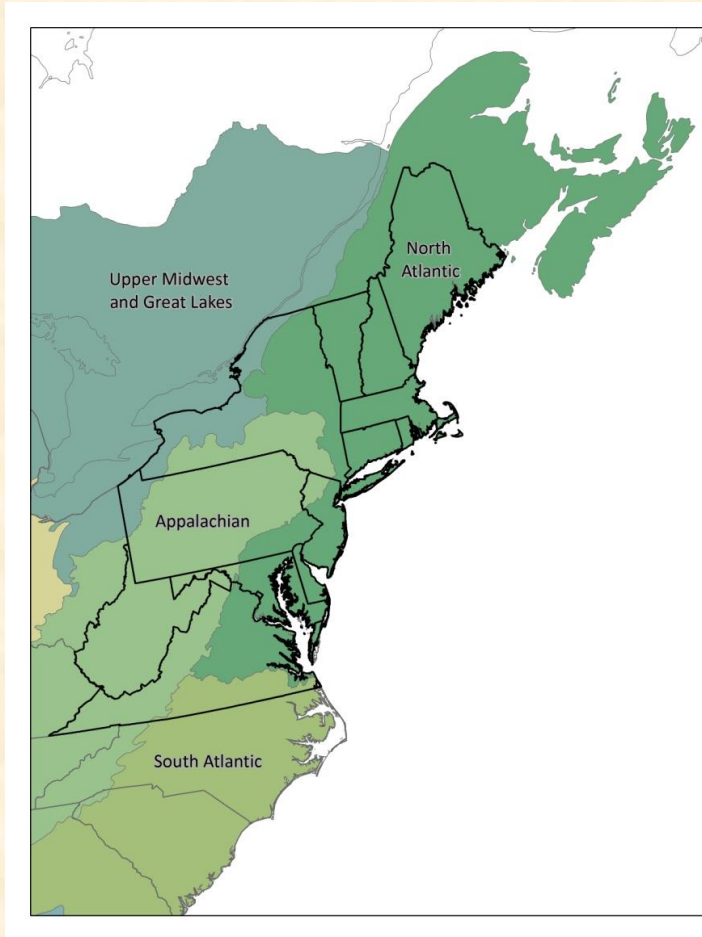 North
Atlantic
Upper Midwest
and Great Lakes
Appalachian
South Atlantic